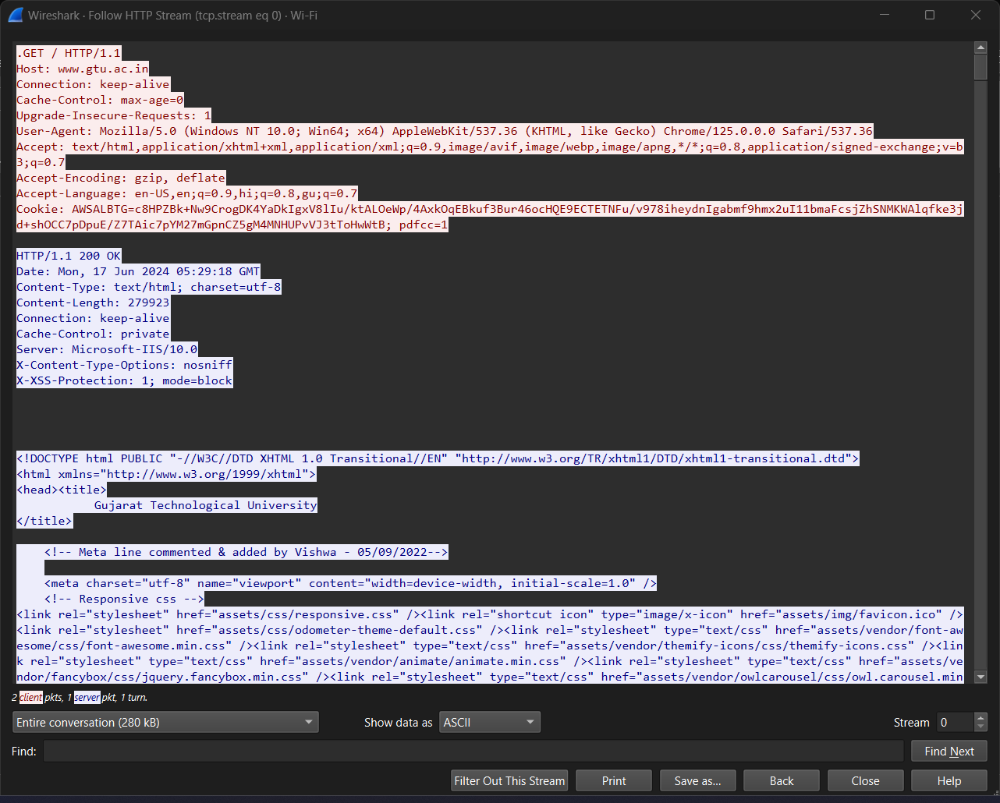 Wireshark · Follow HTTP Stream (tcp.stream eq 0) · Wi-Fi
.GET / HTTP/1.1
Host: www.gtu.ac.in
Connection: keep-alive
Cache-Control: max-age=0
Upgrade-Insecure-Requests: 1
User-Agent: Mozilla/5.0 (Windows NT 10.0; Win64; x64) AppleWebKit/537.36 (KHTML, like Gecko) Chrome/125.0.0.0 Safari/537.36
Accept: text/html,application/xhtml+xml,application/xml;q=0.9,image/avif,image/webp,image/apng,*/*;q=0.8,application/signed-exchange;v=b
3;q=0.7
Accept-Encoding: gzip, deflate
Accept-Language: en-US,en;q=0.9,hi;q=0.8,gu;q=0.7
Cookie: AWSALBTG=c8HPZBk+Nw9CrogDK4YaDkIgxV8lIu/ktALOeWp/4AxkOqEBkuf3Bur46ocHQE9ECTETNFu/v978iheydnIgabmf9hmx2uI11bmaFcsjZhSNMKWAlqfke3j
d+shOCC7pDpuE/Z7TAic7pYM27mGpnCZ5gM4MNHUPvVJ3tToHwWtB; pdfcc=1
HTTP/1.1 200 OK
Date: Mon, 17 Jun 2024 05:29:18 GMT
Content-Type: text/html; charset=utf-8
Content-Length: 279923
Connection: keep-alive
Cache-Control: private
Server: Microsoft-IIS/10.0
X-Content-Type-Options: nosniff
X-XSS-Protection: 1; mode=block
<!DOCTYPE html PUBLIC "-//W3C//DTD XHTML 1.0 Transitional//EN" "http://www.w3.org/TR/xhtml1/DTD/xhtml1-transitional.dtd">
<html xmlns="http://www.w3.org/1999/xhtml">
<head><title>
Gujarat Technological University
</title>
<!-- Meta line commented & added by Vishwa - 05/09/2022-->
<meta charset="utf-8" name="viewport" content="width=device-width, initial-scale=1.0" />
<!-- Responsive css -->
<link rel="stylesheet" href="assets/css/responsive.css" /><link rel="shortcut icon" type="image/x-icon" href="assets/img/favicon.ico" />
<link rel="stylesheet" href="assets/css/odometer-theme-default.css" /><link rel="stylesheet" type="text/css" href="assets/vendor/font-aw
esome/css/font-awesome.min.css" /><link rel="stylesheet" type="text/css" href="assets/vendor/themify-icons/css/themify-icons.css" /><lin
k rel="stylesheet" type="text/css" href="assets/vendor/animate/animate.min.css" /><link rel="stylesheet" type="text/css" href="assets/ve
ndor/fancybox/css/jquery.fancybox.min.css" /><link rel="stylesheet" type="text/css" href="assets/vendor/owlcarousel/css/owl.carousel.min
2 client pkts, 1 server pkt, 1 turn.
Entire conversation (280 kB)
Show data as ASCII
Stream 0
Find:
Find Next
Filter Out This Stream
Print
Save as...
Back
Close
Help